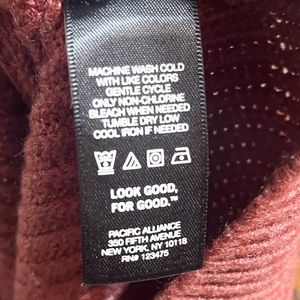 MACHINE WASH COLD
WITH LIKE COLORS
GENTLE CYCLE
ONLY NON-CHLORINE
BLEACH WHEN NEEDED
TUMBLE DRY LOW
COOL IRON IF NEEDED
LOOK GOOD,
FOR GOOD.™
PACIFIC ALLIANCE
350 FIFTH AVENUE
NEW YORK, NY 10118
RN# 123475